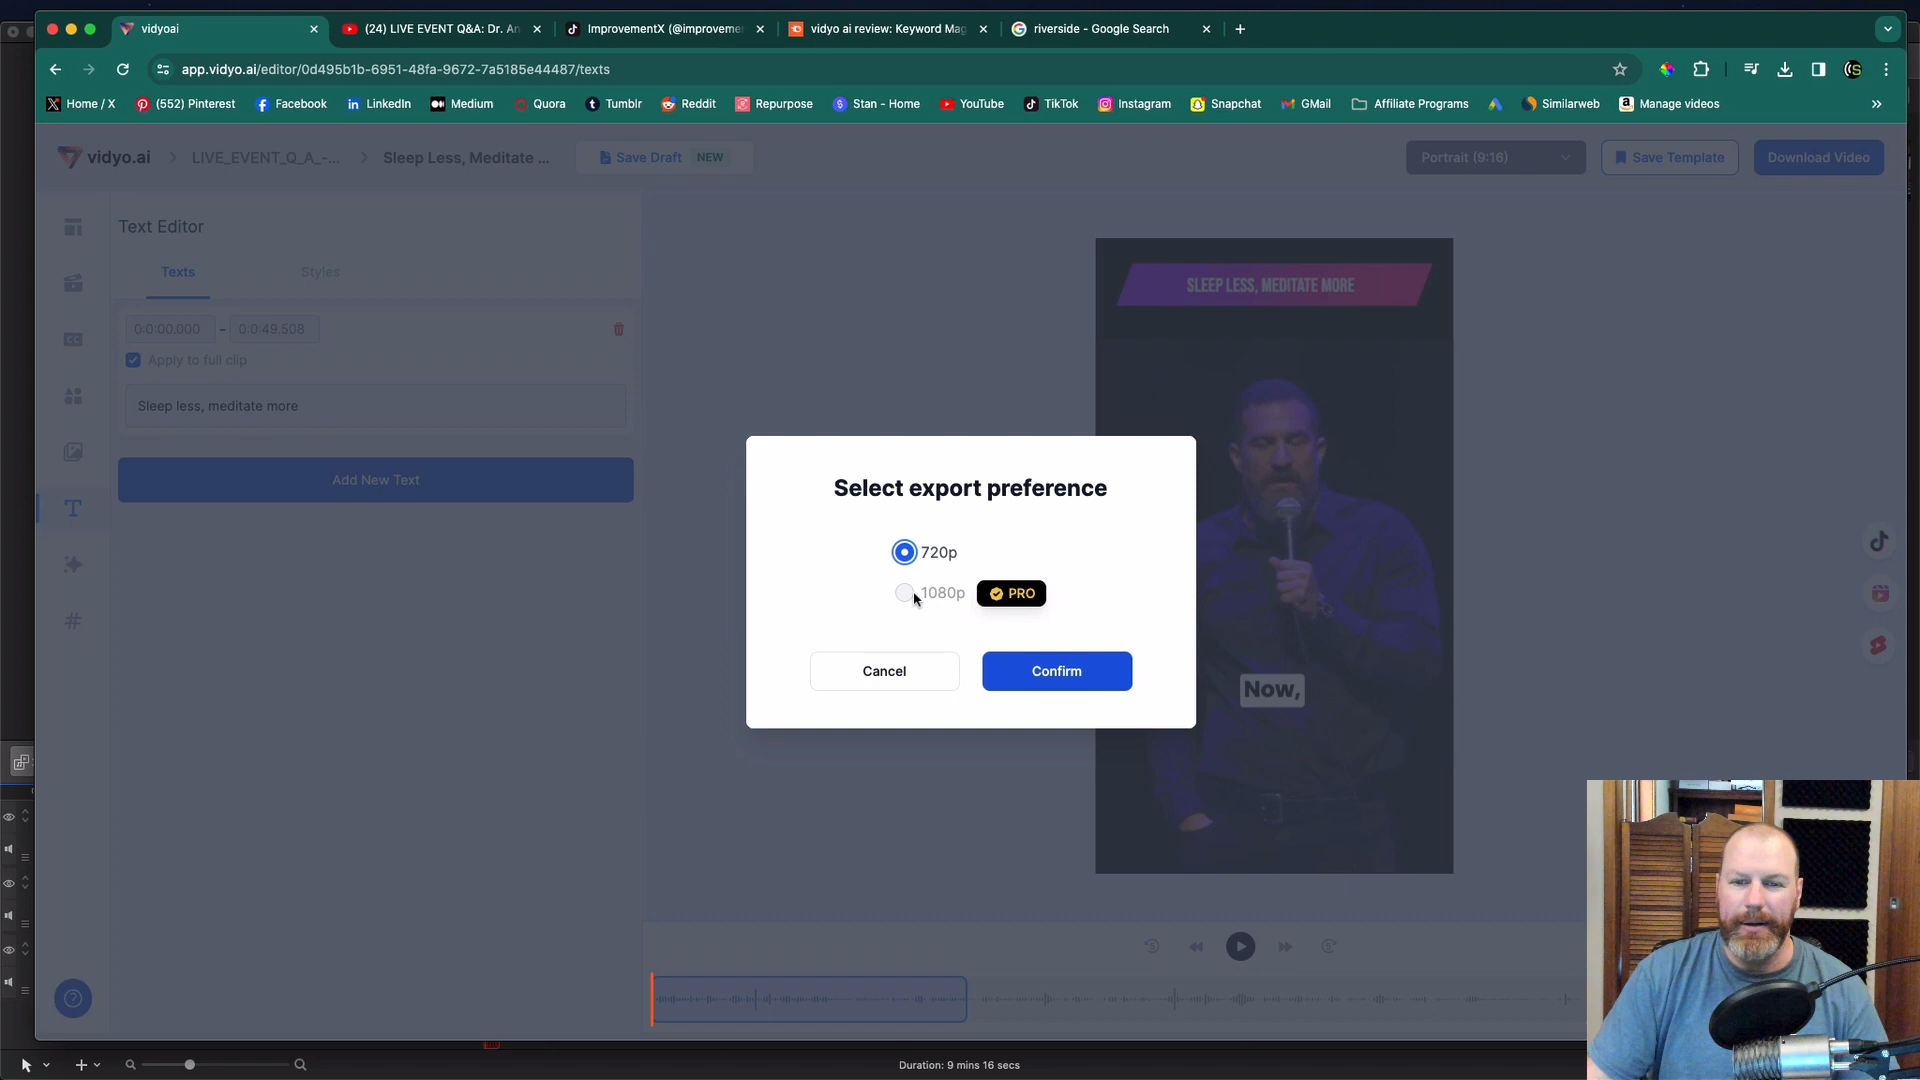 vidyoai
(24) LIVE EVENT Q&A: Dr. An
ImprovementX (@improvemen
vidyo ai review: Keyword Mag
riverside - Google Search
app.vidyo.ai/editor/0d495b1b-6951-48fa-9672-7a5185e44487/texts
Home / X
(552) Pinterest
Facebook
LinkedIn
Medium
Quora
Tumblr
Reddit
Repurpose
Stan - Home
YouTube
TikTok
Instagram
Snapchat
GMail
Affiliate Programs
Similarweb
Manage videos
vidyo.ai
LIVE_EVENT_Q_A_-...
Sleep Less, Meditate ...
Save Draft NEW
Portrait (9:16)
Save Template
Download Video
Text Editor
Texts
Styles
0:0:00.000 - 0:0:49.508
Apply to full clip
Sleep less, meditate more
Add New Text
SLEEP LESS, MEDITATE MORE
Select export preference
720p
1080p PRO
Cancel
Confirm
Now,
Duration: 9 mins 16 secs